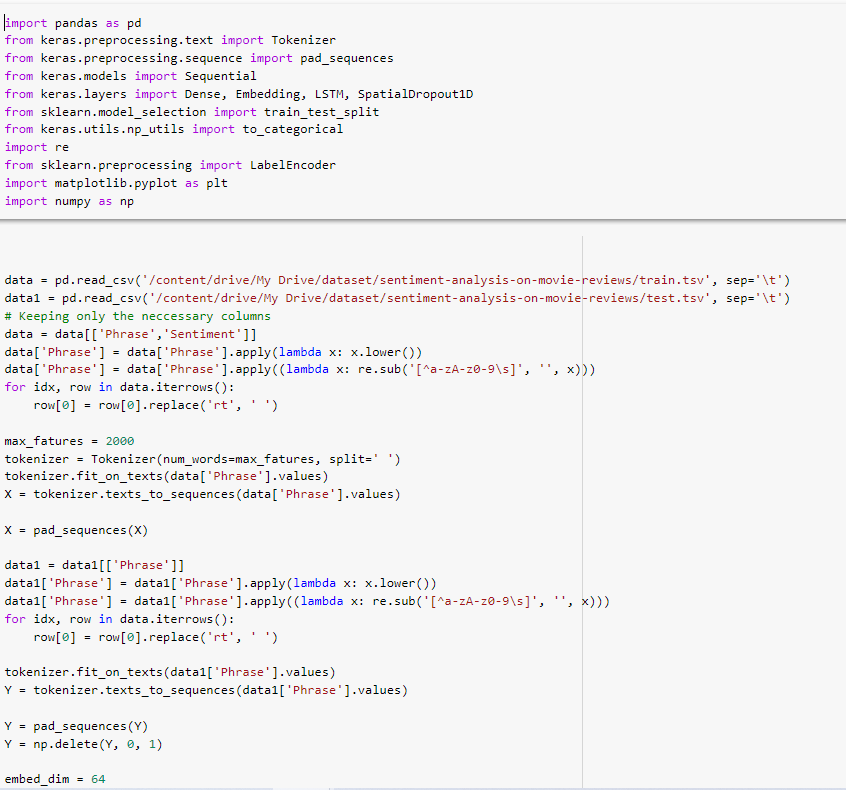 import pandas as pd
from keras.preprocessing.text import Tokenizer
from keras.preprocessing.sequence import pad_sequences
from keras.models import Sequential
from keras.layers import Dense, Embedding, LSTM, SpatialDropout1D
from sklearn.model_selection import train_test_split
from keras.utils.np_utils import to_categorical
import re
from sklearn.preprocessing import LabelEncoder
import matplotlib.pyplot as plt
import numpy as np
data = pd.read_csv('/content/drive/My Drive/dataset/sentiment-analysis-on-movie-reviews/train.tsv', sep='\t')
data1 = pd.read_csv('/content/drive/My Drive/dataset/sentiment-analysis-on-movie-reviews/test.tsv', sep='\t')
# Keeping only the neccessary columns
data = data[['Phrase','Sentiment']]
data['Phrase'] = data['Phrase'].apply(lambda x: x.lower())
data['Phrase'] = data['Phrase'].apply((lambda x: re.sub('[^a-zA-z0-9\s]', '', x)))
for idx, row in data.iterrows():
    row[0] = row[0].replace('rt', ' ')
max_fatures = 2000
tokenizer = Tokenizer(num_words=max_fatures, split=' ')
tokenizer.fit_on_texts(data['Phrase'].values)
X = tokenizer.texts_to_sequences(data['Phrase'].values)
X = pad_sequences(X)
data1 = data1[['Phrase']]
data1['Phrase'] = data1['Phrase'].apply(lambda x: x.lower())
data1['Phrase'] = data1['Phrase'].apply((lambda x: re.sub('[^a-zA-z0-9\s]', '', x)))
for idx, row in data.iterrows():
    row[0] = row[0].replace('rt', ' ')
tokenizer.fit_on_texts(data1['Phrase'].values)
Y = tokenizer.texts_to_sequences(data1['Phrase'].values)
Y = pad_sequences(Y)
Y = np.delete(Y, 0, 1)
embed_dim = 64